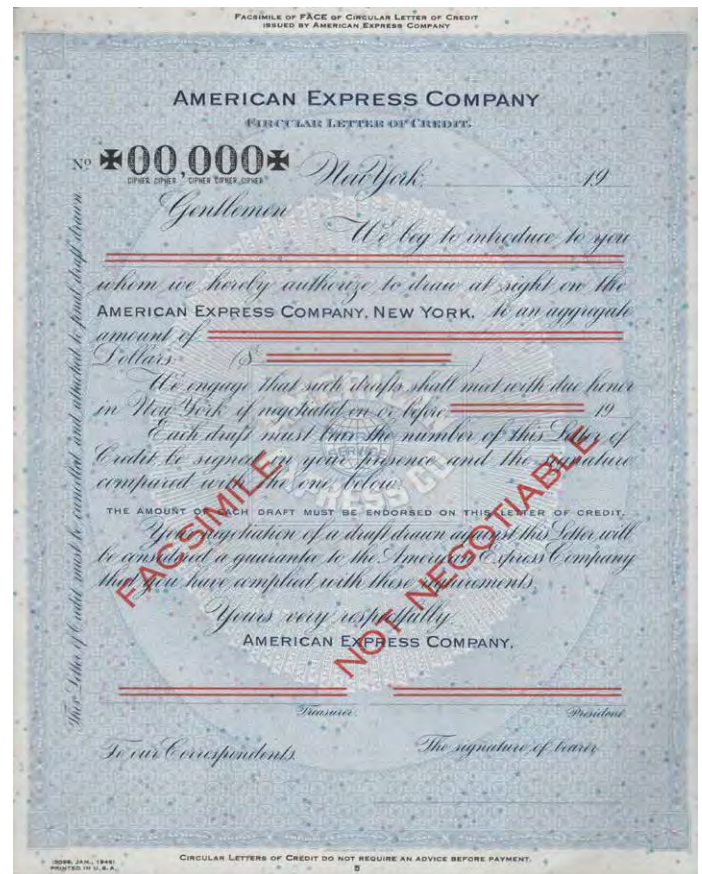 FACSIMILE OF FACE OF CIRCULAR LETTER OF CREDIT
ISSUED BY AMERICAN EXPRESS COMPANY
AMERICAN EXPRESS COMPANY
CIRCULAR LETTER OF CREDIT.
No 00,000
CIPHER CIPHER CIPHER CIPHER CIPHER
New York, 19
Gentlemen
We beg to introduce to you
whom we hereby authorize to draw at sight on the
AMERICAN EXPRESS COMPANY, NEW YORK. to an aggregate
amount of
Dollars ($ )
We engage that such drafts shall meet with due honor
in New York if negotiated on or before 19
Each draft must bear the number of this Letter of
Credit, be signed in your presence and the signature
compared with the one below.
THE AMOUNT OF EACH DRAFT MUST BE ENDORSED ON THIS LETTER OF CREDIT.
Your negotiation of a draft drawn against this Letter will
be considered a guarantee to the American Express Company
that you have complied with these requirements.
Yours very respectfully
AMERICAN EXPRESS COMPANY.
Treasurer. President
To our Correspondents. The signature of bearer
This Letter of Credit must be cancelled and attached to final draft drawn
AMERICAN
SERVICE
EXPRESS CO
FACSIMILE
NOT NEGOTIABLE
CIRCULAR LETTERS OF CREDIT DO NOT REQUIRE AN ADVICE BEFORE PAYMENT.
PRINTED IN U.S.A.